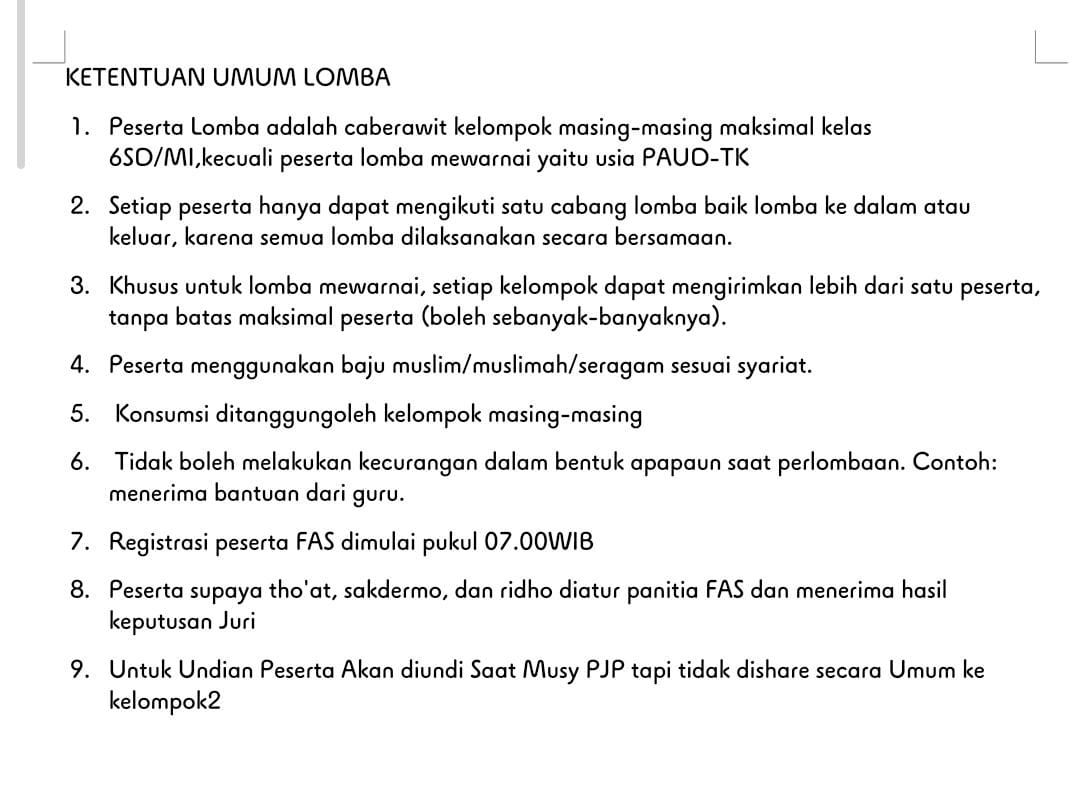 KETENTUAN UMUM LOMBA
1. Peserta Lomba adalah caberawit kelompok masing-masing maksimal kelas
6SD/MI,kecuali peserta lomba mewarnai yaitu usia PAUD-TK
2. Setiap peserta hanya dapat mengikuti satu cabang lomba baik lomba ke dalam atau
keluar, karena semua lomba dilaksanakan secara bersamaan.
3. Khusus untuk lomba mewarnai, setiap kelompok dapat mengirimkan lebih dari satu peserta,
tanpa batas maksimal peserta (boleh sebanyak-banyaknya).
4. Peserta menggunakan baju muslim/muslimah/seragam sesuai syariat.
5. Konsumsi ditanggungoleh kelompok masing-masing
6. Tidak boleh melakukan kecurangan dalam bentuk apapaun saat perlombaan. Contoh:
menerima bantuan dari guru.
7. Registrasi peserta FAS dimulai pukul 07.00WIB
8. Peserta supaya tho'at, sakdermo, dan ridho diatur panitia FAS dan menerima hasil
keputusan Juri
9. Untuk Undian Peserta Akan diundi Saat Musy PJP tapi tidak dishare secara Umum ke
kelompok2